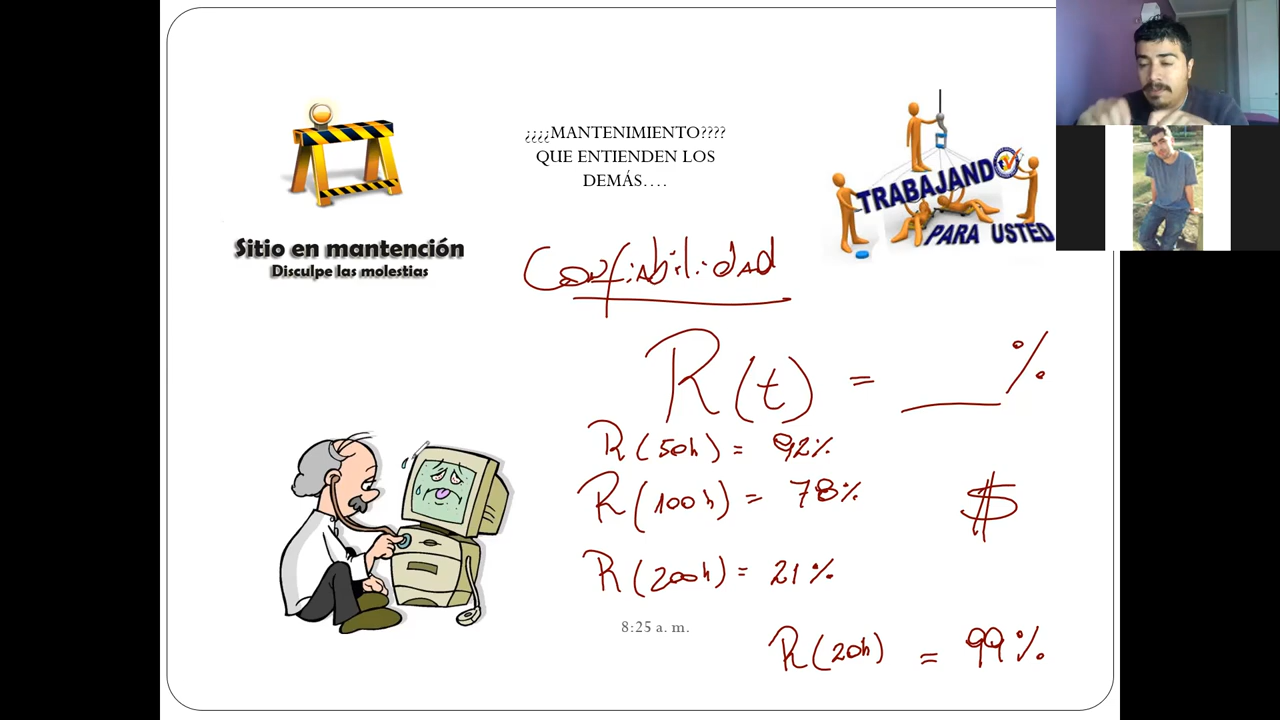 ¿¿¿¿MANTENIMIENTO????
QUE ENTIENDEN LOS
DEMÁS….
TRABAJANDO
PARA USTED
Sitio en mantención
Disculpe las molestias
Confiabilidad
R(t) = ___%
R(50h) = 92%
R(100h) = 78%
$
R(200h) = 21%
8:25 a. m.
R(20h) = 99%